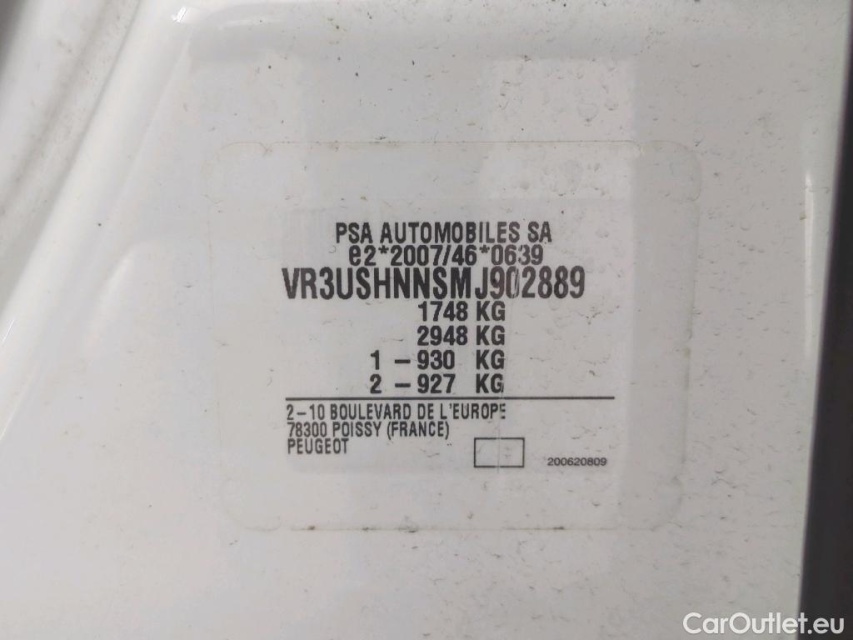 PSA AUTOMOBILES SA
e2*2007/46*0639
VR3USHNNSMJ902889
1748 KG
2948 KG
1 - 930 KG
2 - 927 KG
2-10 BOULEVARD DE L'EUROPE
78300 POISSY (FRANCE)
PEUGEOT
200620809
CarOutlet.eu